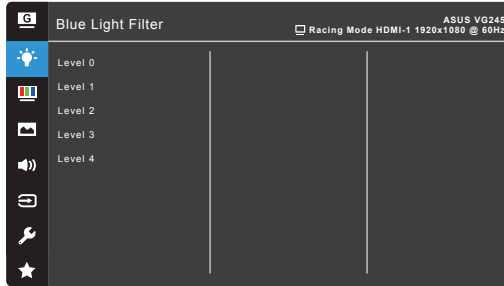 G
Blue Light Filter
ASUS VG245
Racing Mode HDMI-1 1920x1080 @ 60Hz
Level 0
Level 1
Level 2
Level 3
Level 4